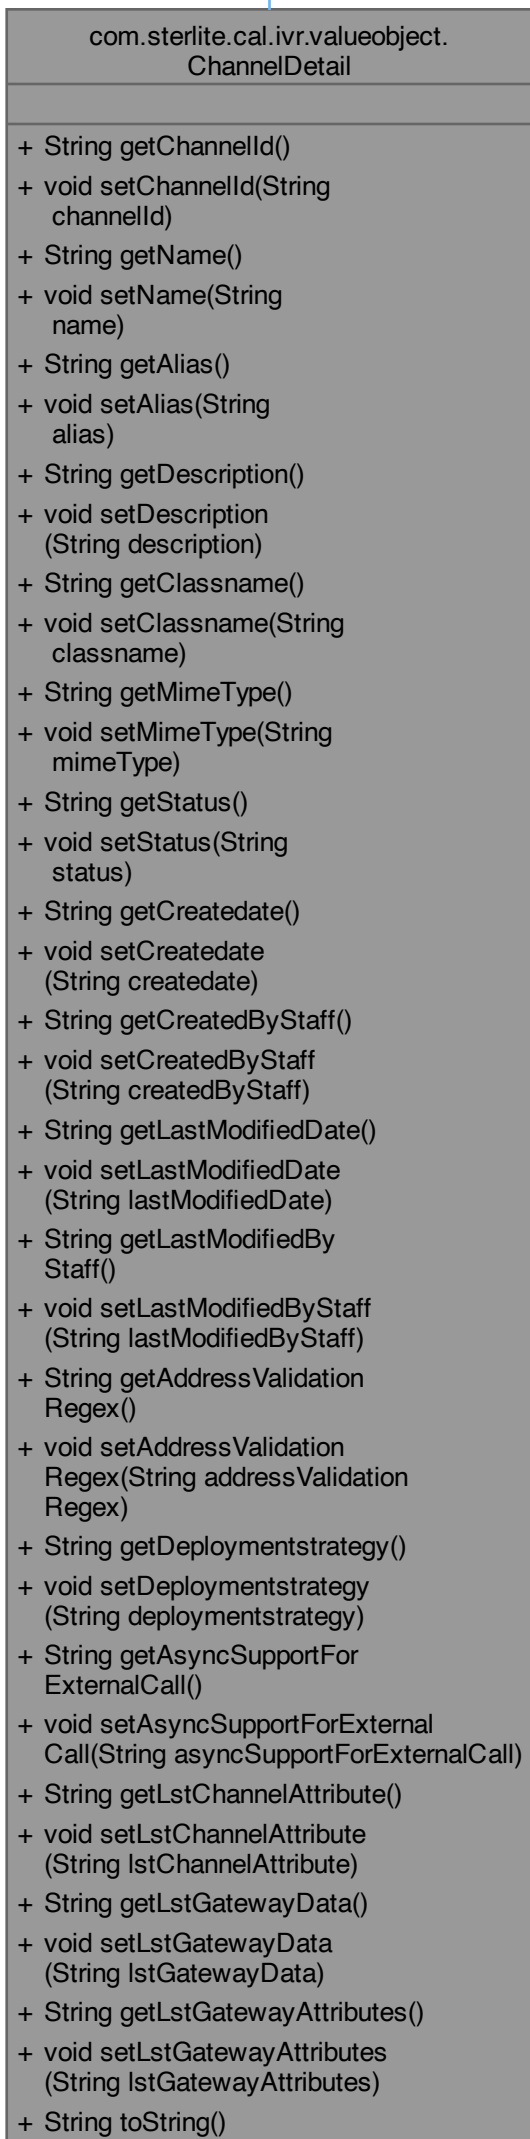 com.sterlite.cal.ivr.valueobject.
ChannelDetail
+ String getChannelId()
+ void setChannelId(String
channelId)
+ String getName()
+ void setName(String
name)
+ String getAlias()
+ void setAlias(String
alias)
+ String getDescription()
+ void setDescription
(String description)
+ String getClassname()
+ void setClassname(String
classname)
+ String getMimeType()
+ void setMimeType(String
mimeType)
+ String getStatus()
+ void setStatus(String
status)
+ String getCreatedate()
+ void setCreatedate
(String createdate)
+ String getCreatedByStaff()
+ void setCreatedByStaff
(String createdByStaff)
+ String getLastModifiedDate()
+ void setLastModifiedDate
(String lastModifiedDate)
+ String getLastModifiedBy
Staff()
+ void setLastModifiedByStaff
(String lastModifiedByStaff)
+ String getAddressValidation
Regex()
+ void setAddressValidation
Regex(String addressValidation
Regex)
+ String getDeploymentstrategy()
+ void setDeploymentstrategy
(String deploymentstrategy)
+ String getAsyncSupportFor
ExternalCall()
+ void setAsyncSupportForExternal
Call(String asyncSupportForExternalCall)
+ String getLstChannelAttribute()
+ void setLstChannelAttribute
(String lstChannelAttribute)
+ String getLstGatewayData()
+ void setLstGatewayData
(String lstGatewayData)
+ String getLstGatewayAttributes()
+ void setLstGatewayAttributes
(String lstGatewayAttributes)
+ String toString()